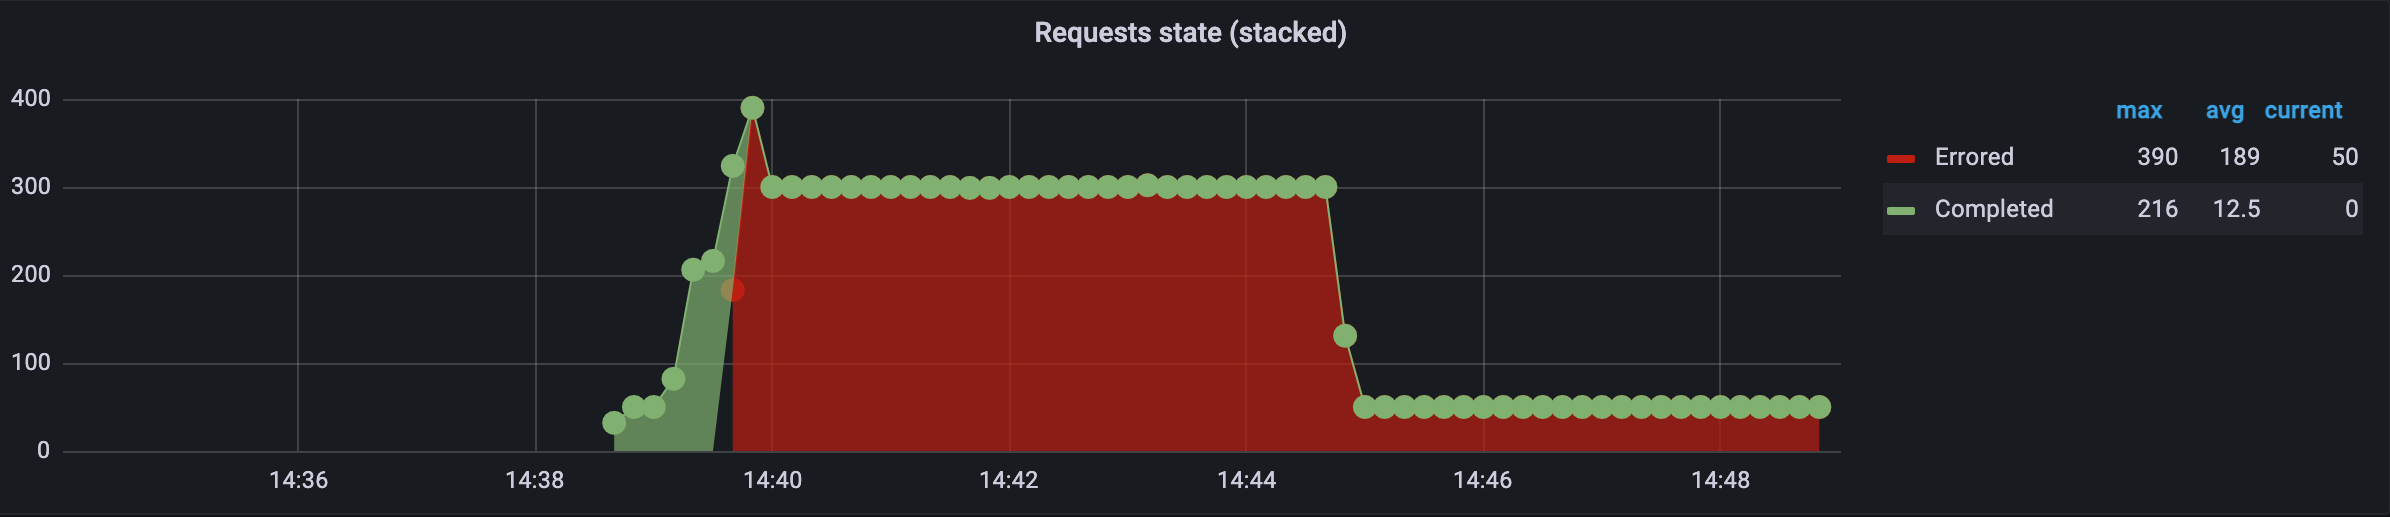 Requests state (stacked)
400
300
200
100
0
14:36 14:38 14:40 14:42 14:44 14:46 14:48
max avg current
Errored 390 189 50
Completed 216 12.5 0